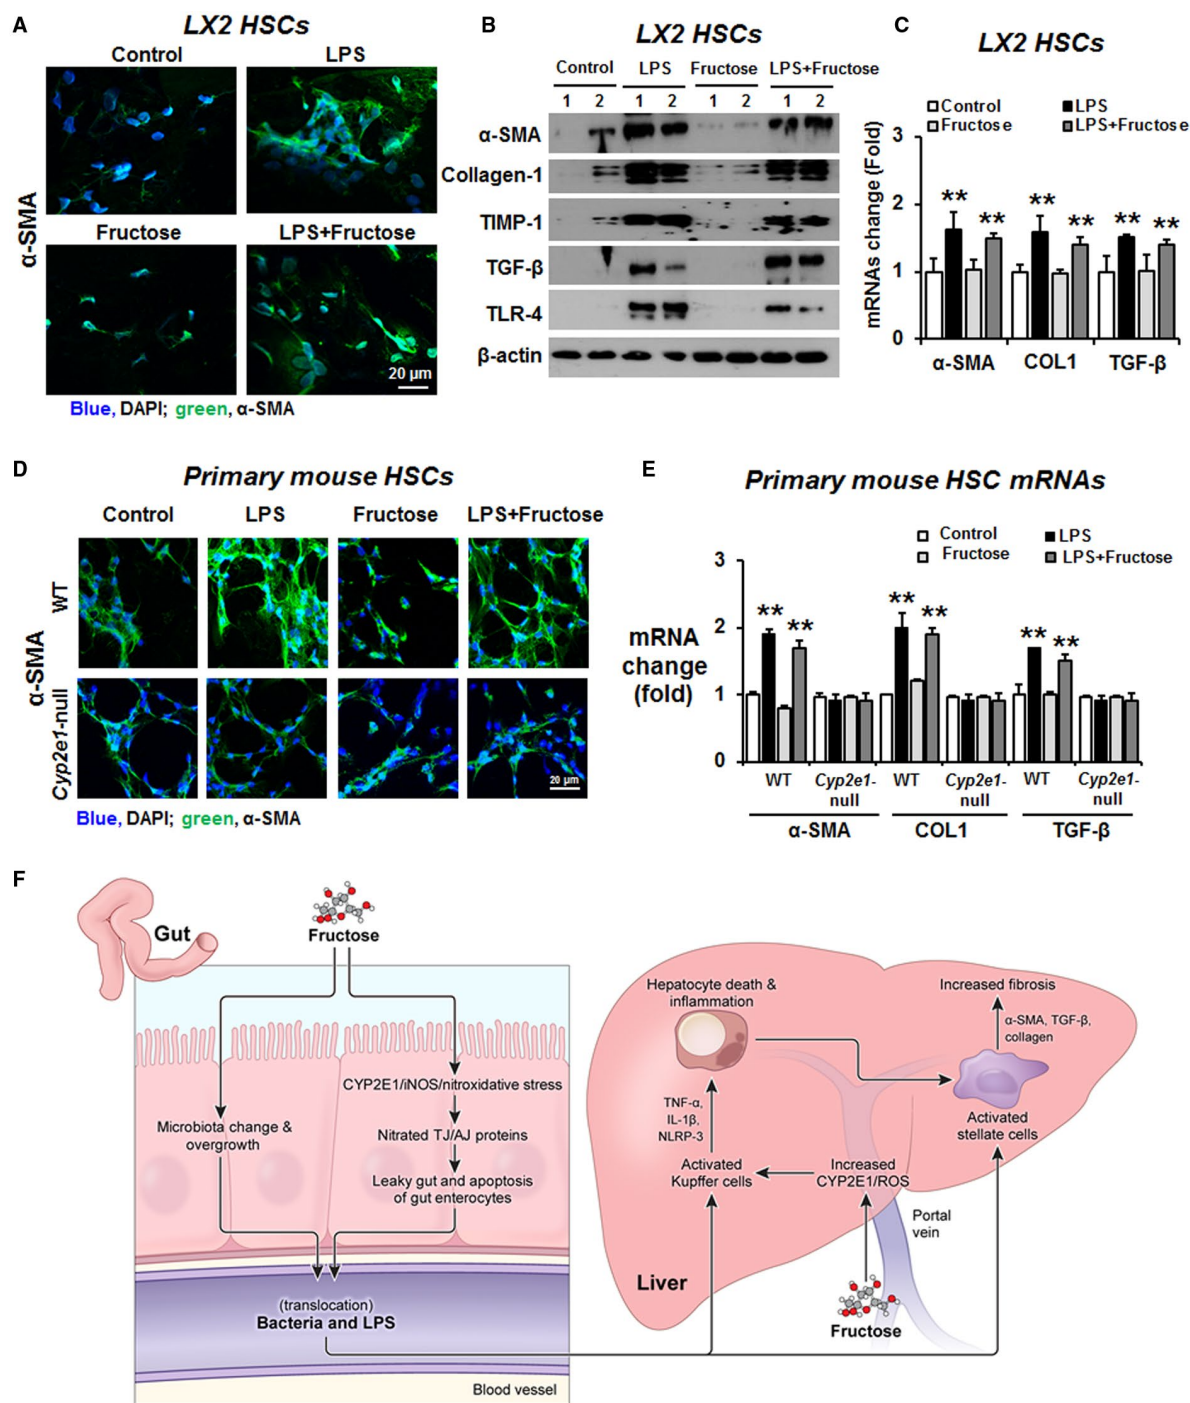 A
LX2 HSCs
Control
LPS
Fructose
LPS+Fructose
α-SMA
20 µm
Blue, DAPI; green, α-SMA
B
LX2 HSCs
Control LPS Fructose LPS+Fructose
1 2 1 2 1 2 1 2
α-SMA
Collagen-1
TIMP-1
TGF-β
TLR-4
β-actin
C
LX2 HSCs
Control
LPS
Fructose
LPS+Fructose
mRNAs change (Fold)
3
2
1
0
** ** ** ** ** **
α-SMA COL1 TGF-β
D
Primary mouse HSCs
Control LPS Fructose LPS+Fructose
α-SMA
WT
Cyp2e1-null
20 µm
Blue, DAPI; green, α-SMA
E
Primary mouse HSC mRNAs
Control
LPS
Fructose
LPS+Fructose
mRNA
change
(fold)
3
2
1
0
** ** ** ** ** **
WT Cyp2e1- WT Cyp2e1- WT Cyp2e1-
null null null
α-SMA COL1 TGF-β
F
Gut
Fructose
CYP2E1/iNOS/nitroxidative stress
Microbiota change &
overgrowth
Nitrated TJ/AJ proteins
Leaky gut and apoptosis
of gut enterocytes
(translocation)
Bacteria and LPS
Blood vessel
Hepatocyte death &
inflammation
Increased fibrosis
α-SMA, TGF-β,
collagen
TNF-α,
IL-1β,
NLRP-3
Activated
stellate cells
Activated
Kupffer cells
Increased
CYP2E1/ROS
Portal
vein
Liver
Fructose